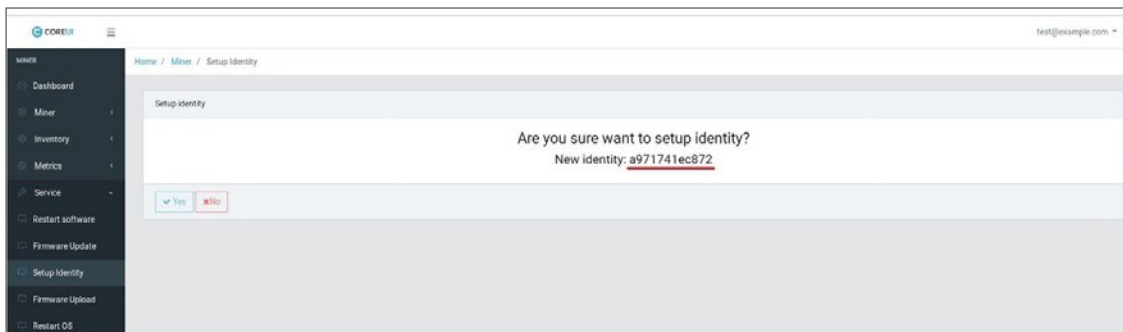 COREUI
test@example.com
MINER
Home / Miner / Setup Identity
Dashboard
Miner
Inventory
Metrics
Service
Restart software
Firmware Update
Setup Identity
Firmware Upload
Restart OS
Setup identity
Are you sure want to setup identity?
New identity: a971741ec872
Yes
No